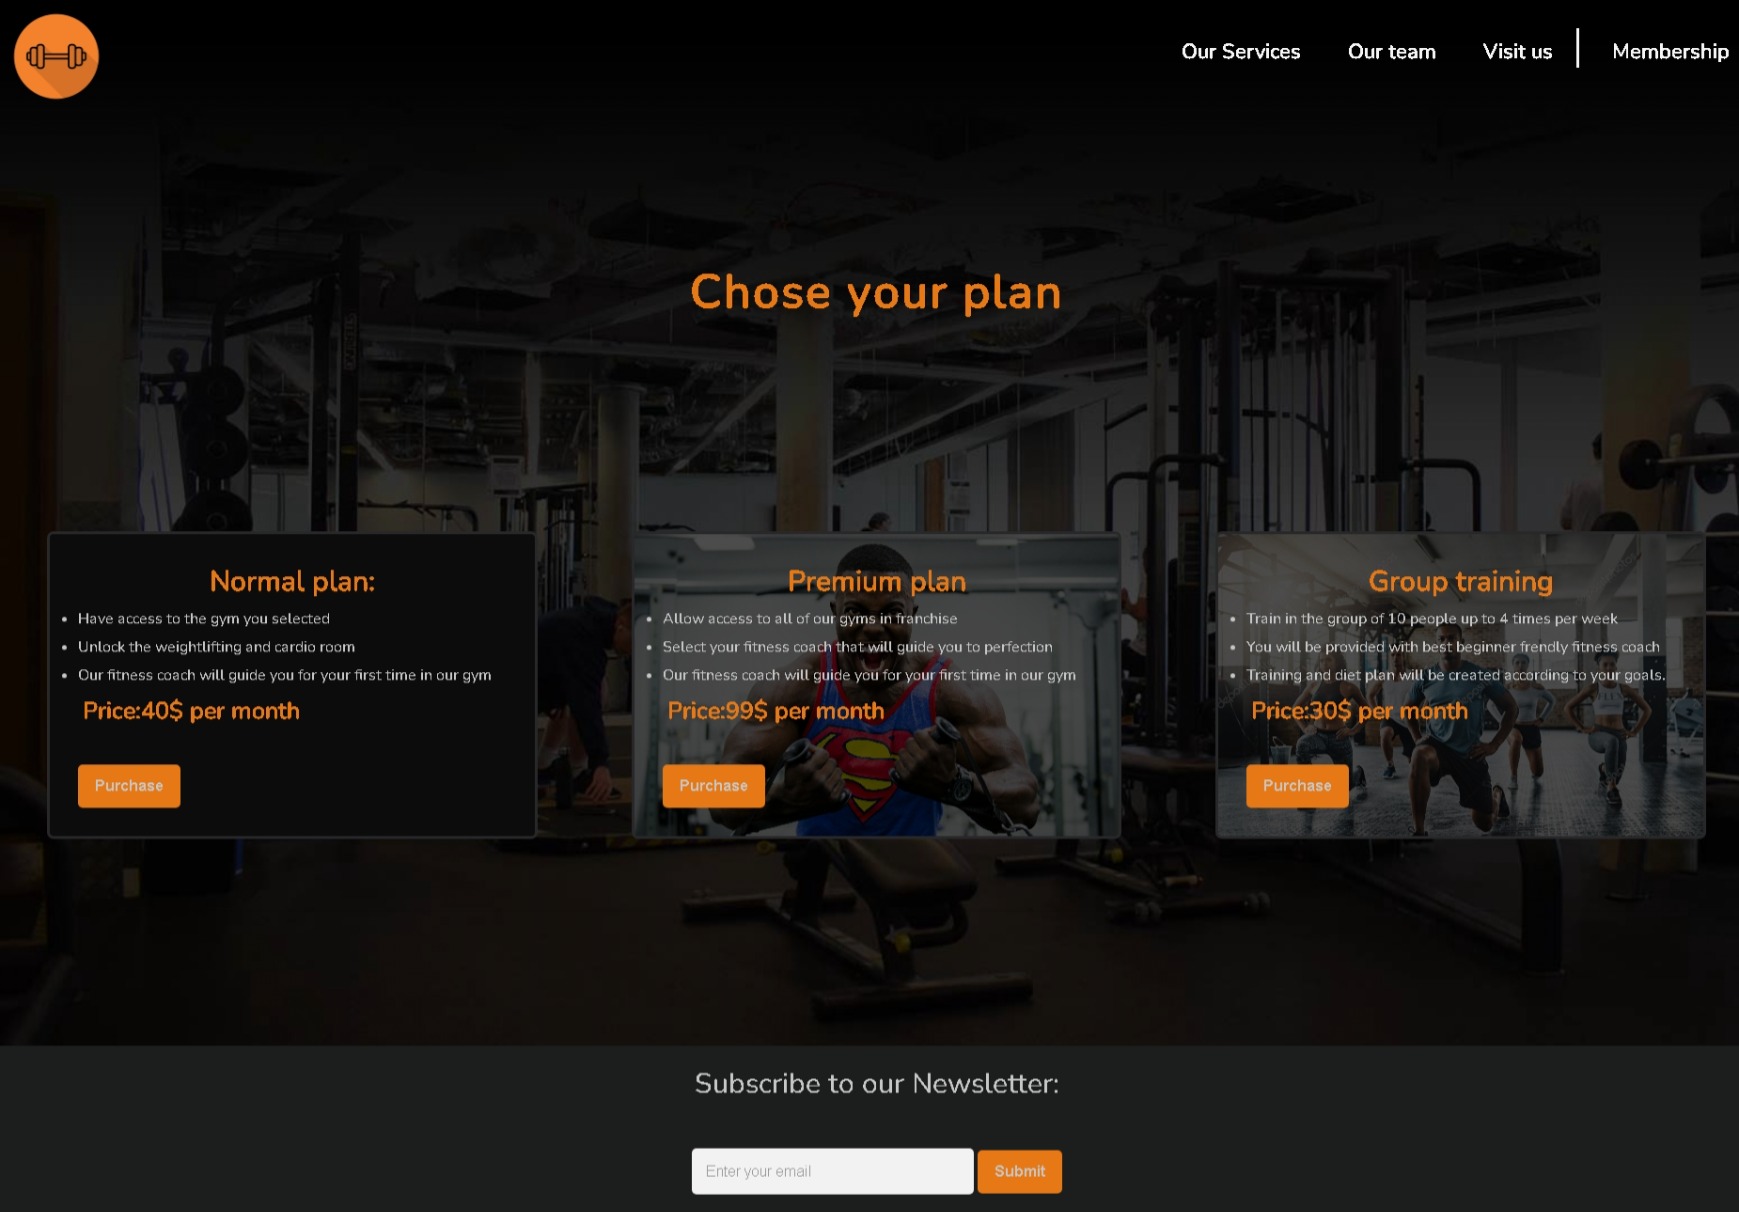 Our Services Our team Visit us Membership
Chose your plan
Normal plan:
Have access to the gym you selected
Unlock the weightlifting and cardio room
Our fitness coach will guide you for your first time in our gym
Price:40$ per month
Purchase
Premium plan
Allow access to all of our gyms in franchise
Select your fitness coach that will guide you to perfection
Our fitness coach will guide you for your first time in our gym
Price:99$ per month
Purchase
Group training
Train in the group of 10 people up to 4 times per week
You will be provided with best beginner frendly fitness coach
Training and diet plan will be created according to your goals.
Price:30$ per month
Purchase
Subscribe to our Newsletter:
Enter your email
Submit